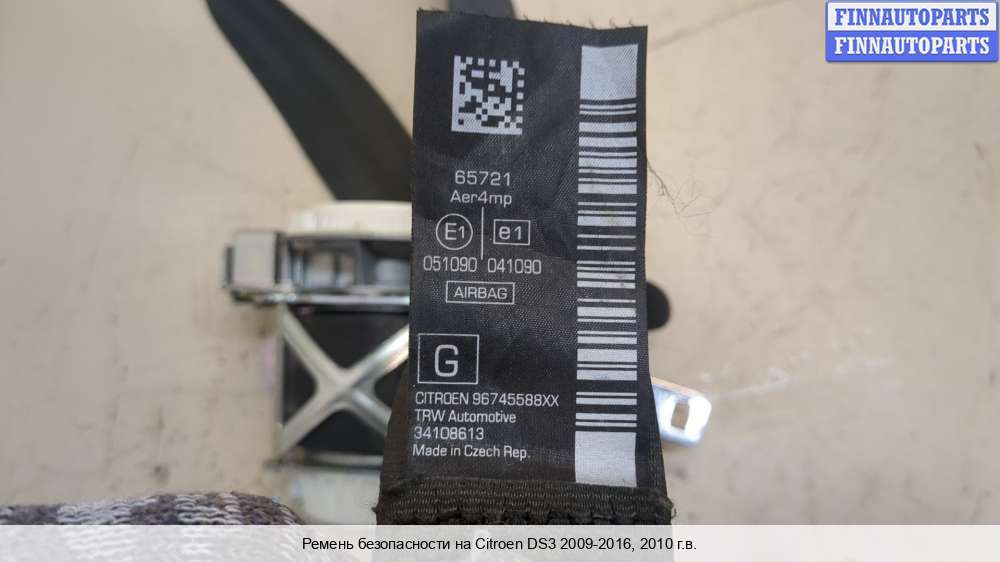 FINNAUTOPARTS
FINNAUTOPARTS
65721
Aer4mp
E1 e1
051090 041090
AIRBAG
G
CITROEN 96745588XX
TRW Automotive
34108613
Made in Czech Rep.
Ремень безопасности на Citroen DS3 2009-2016, 2010 г.в.